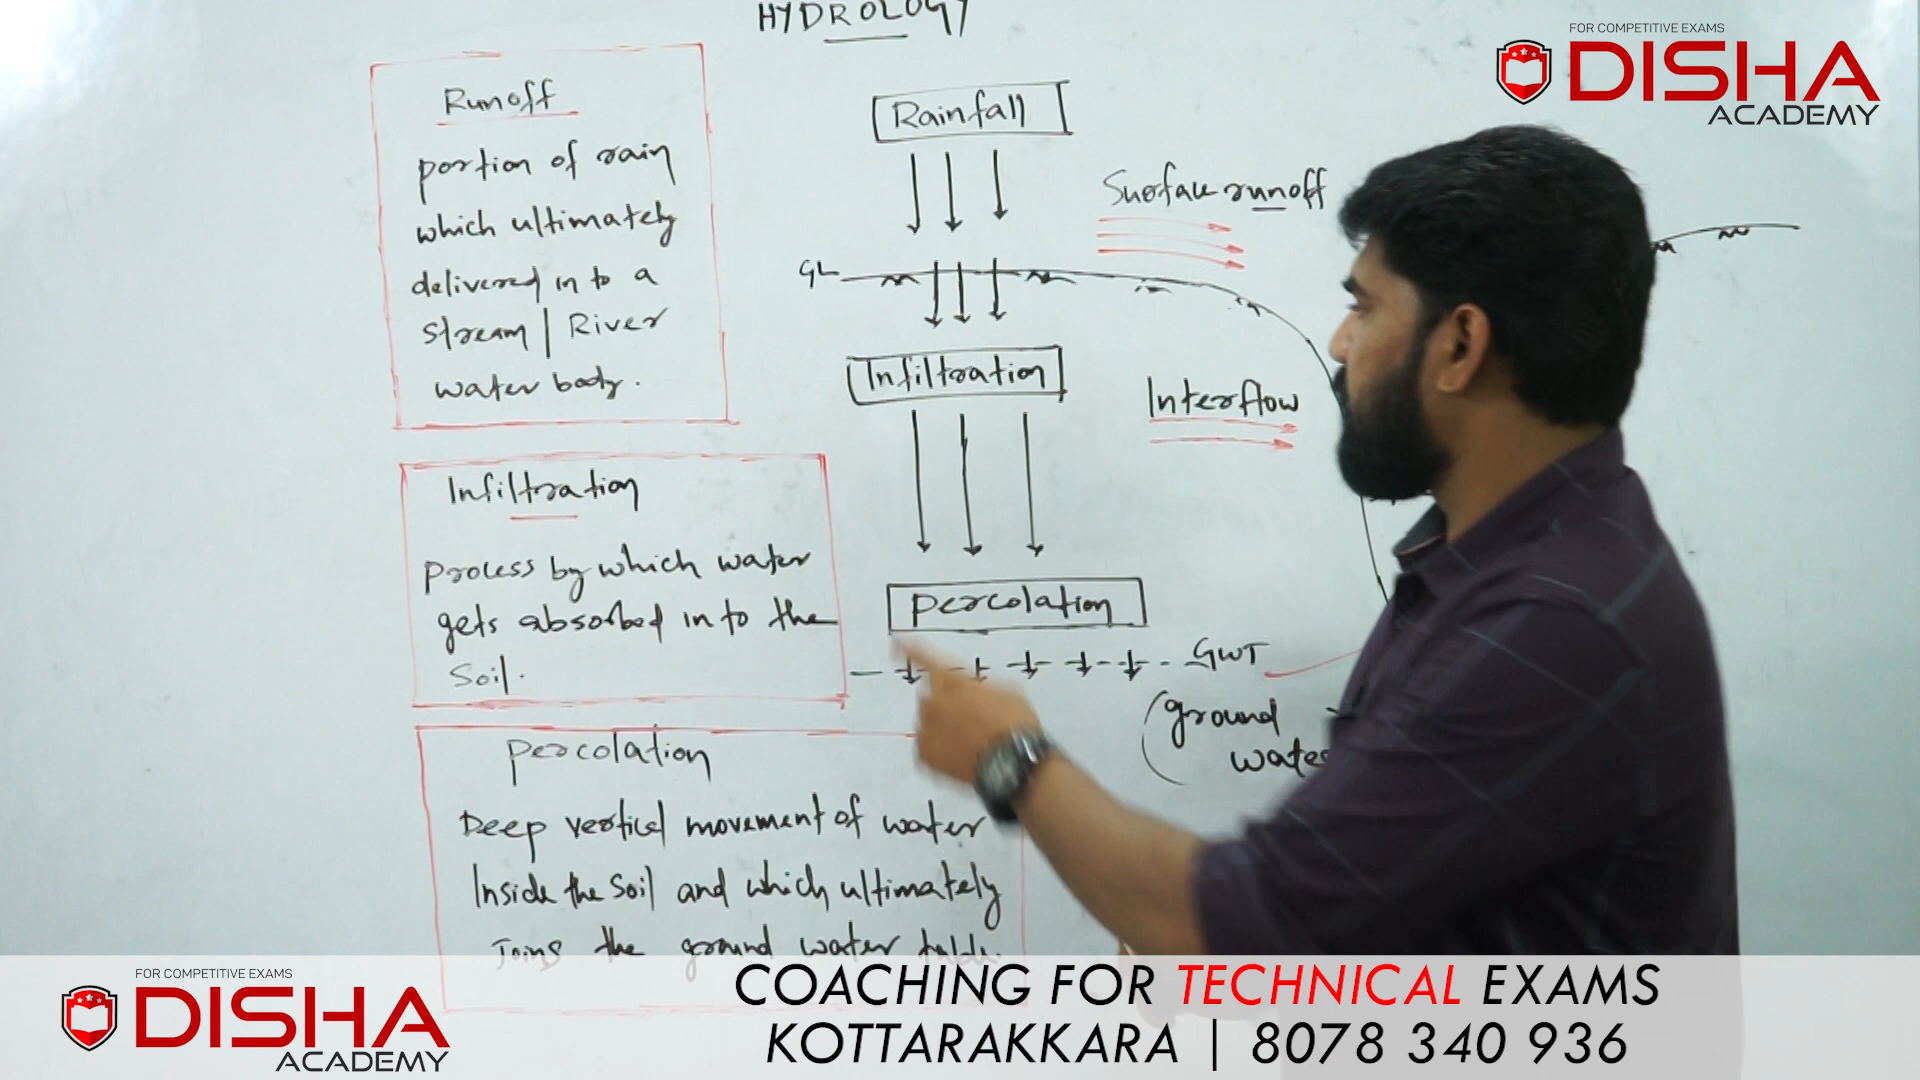 HYDROLOGY
FOR COMPETITIVE EXAMS
DISHA
ACADEMY
Runoff
portion of rain
which ultimately
delivered in to a
stream | River
water body.
Infiltration
process by which water
gets absorbed in to the
Soil.
percolation
Deep vertical movement of water
Inside the soil and which ultimately
Joins the ground water table.
Rainfall
Surface runoff
GL
Infiltration
Interflow
percolation
GWT
(ground
water
FOR COMPETITIVE EXAMS
DISHA
ACADEMY
COACHING FOR TECHNICAL EXAMS
KOTTARAKKARA | 8078 340 936